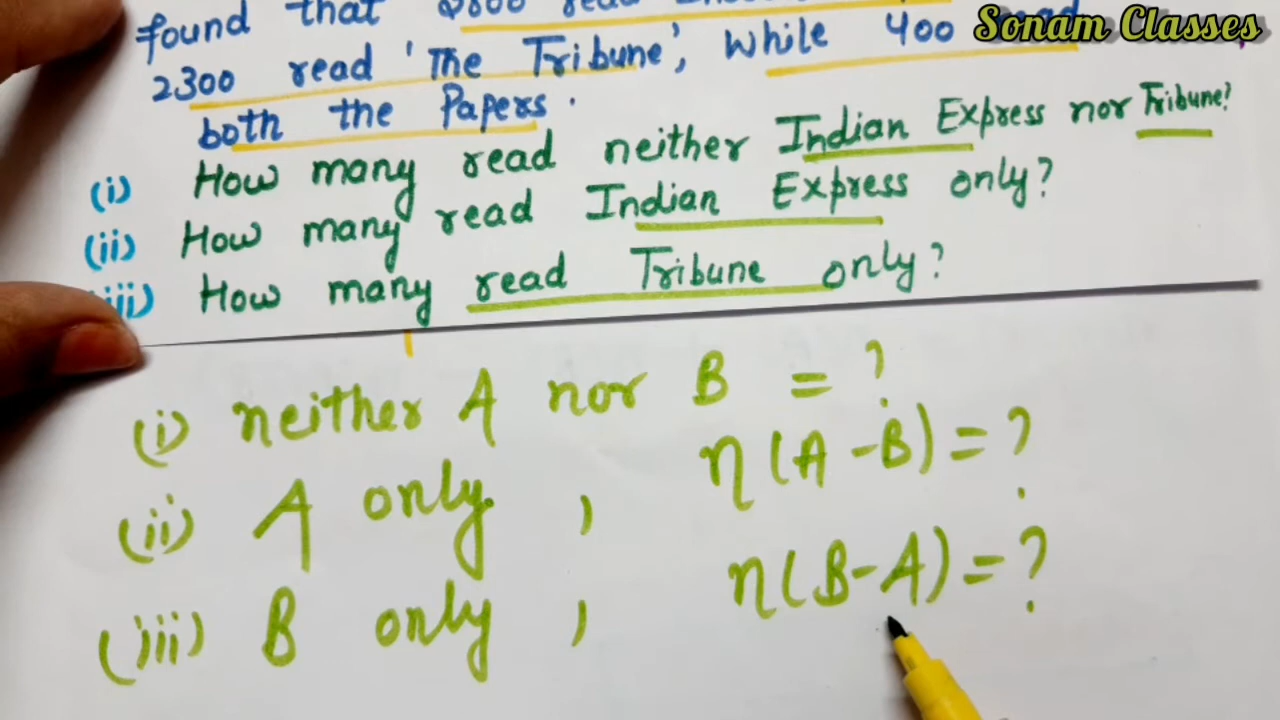 found that
Sonam Classes
2300 read 'The Tribune', While 400
both the Papers.
(i) How many read neither Indian Express nor Tribune?
(ii) How many read Indian Express only?
(iii) How many read Tribune only?
(i) neither A nor B = ?
(ii) A only, n(A-B) = ?
(iii) B only, n(B-A) = ?